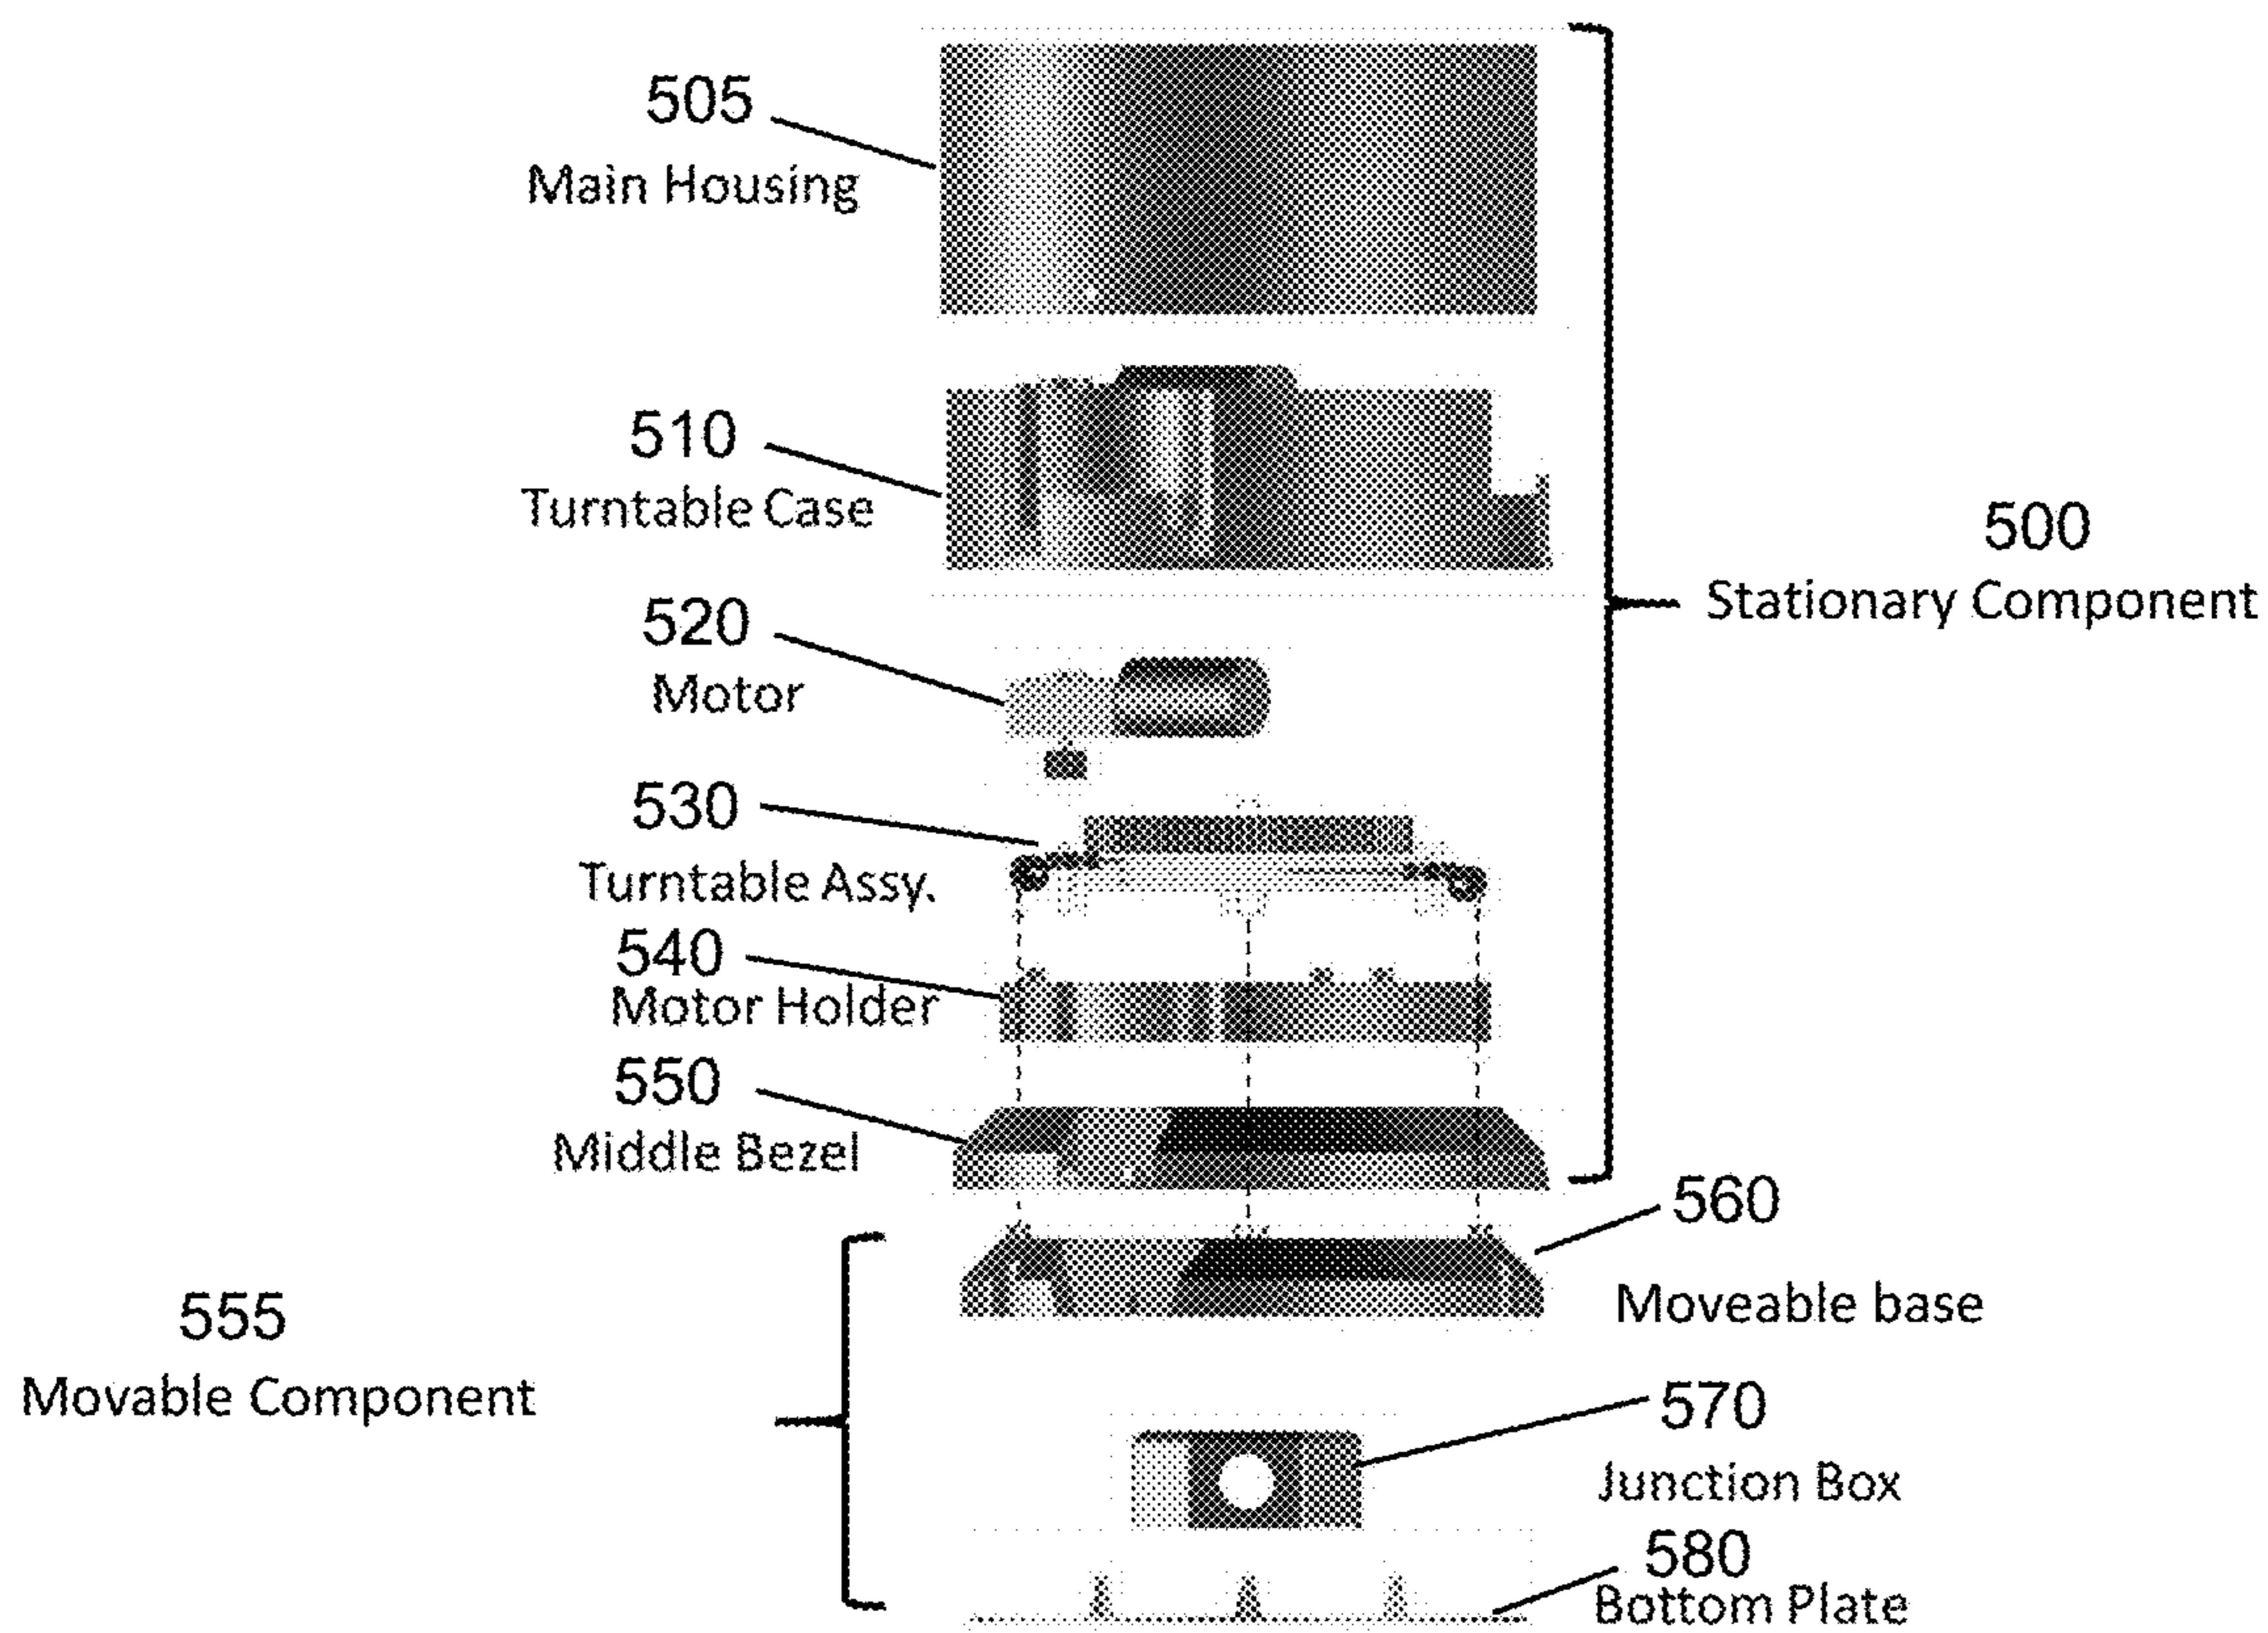 505
Main Housing
510
Turntable Case
500
Stationary Component
520
Motor
530
Turntable Assy.
540
Motor Holder
550
Middle Bezel
560
Moveable base
555
Movable Component
570
Junction Box
580
Bottom Plate